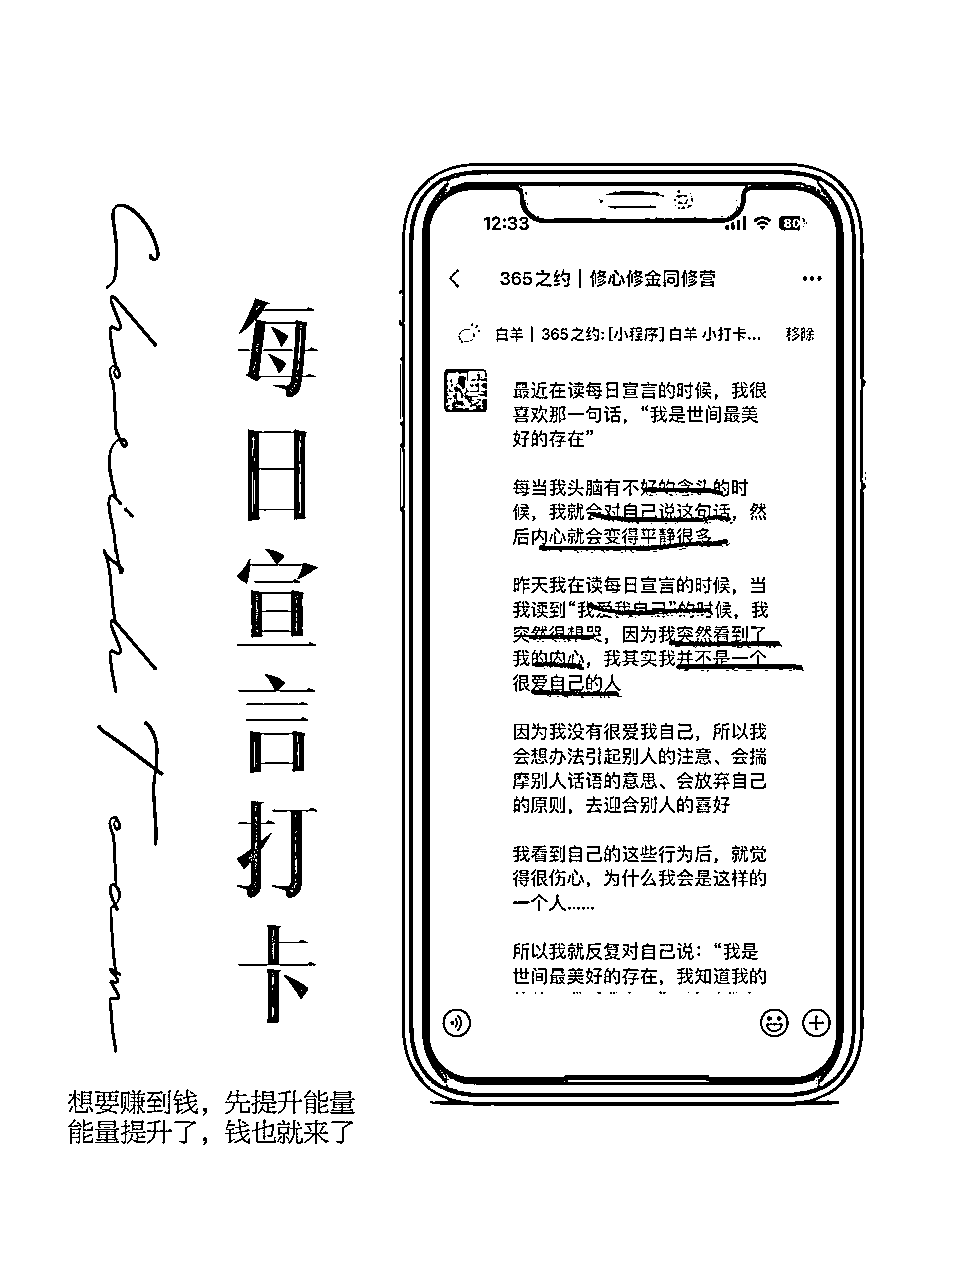 每日宣言打卡
想要赚到钱，先提升能量
能量提升了，钱也就来了
12:33
80
365之约｜修心修金同修营
白羊｜365之约: [小程序] 白羊 小打卡...
移除
最近在读每日宣言的时候，我很
喜欢那一句话，“我是世间最美
好的存在”
每当我头脑有不好的念头的时
候，我就会对自己说这句话，然
后内心就会变得平静很多
昨天我在读每日宣言的时候，当
我读到“我爱我自己”的时候，我
突然很想哭，因为我突然看到了
我的内心，我其实我并不是一个
很爱自己的人
因为我没有很爱我自己，所以我
会想办法引起别人的注意、会揣
摩别人话语的意思、会放弃自己
的原则，去迎合别人的喜好
我看到自己的这些行为后，就觉
得很伤心，为什么我会是这样的
一个人......
所以我就反复对自己说：“我是
世间最美好的存在，我知道我的